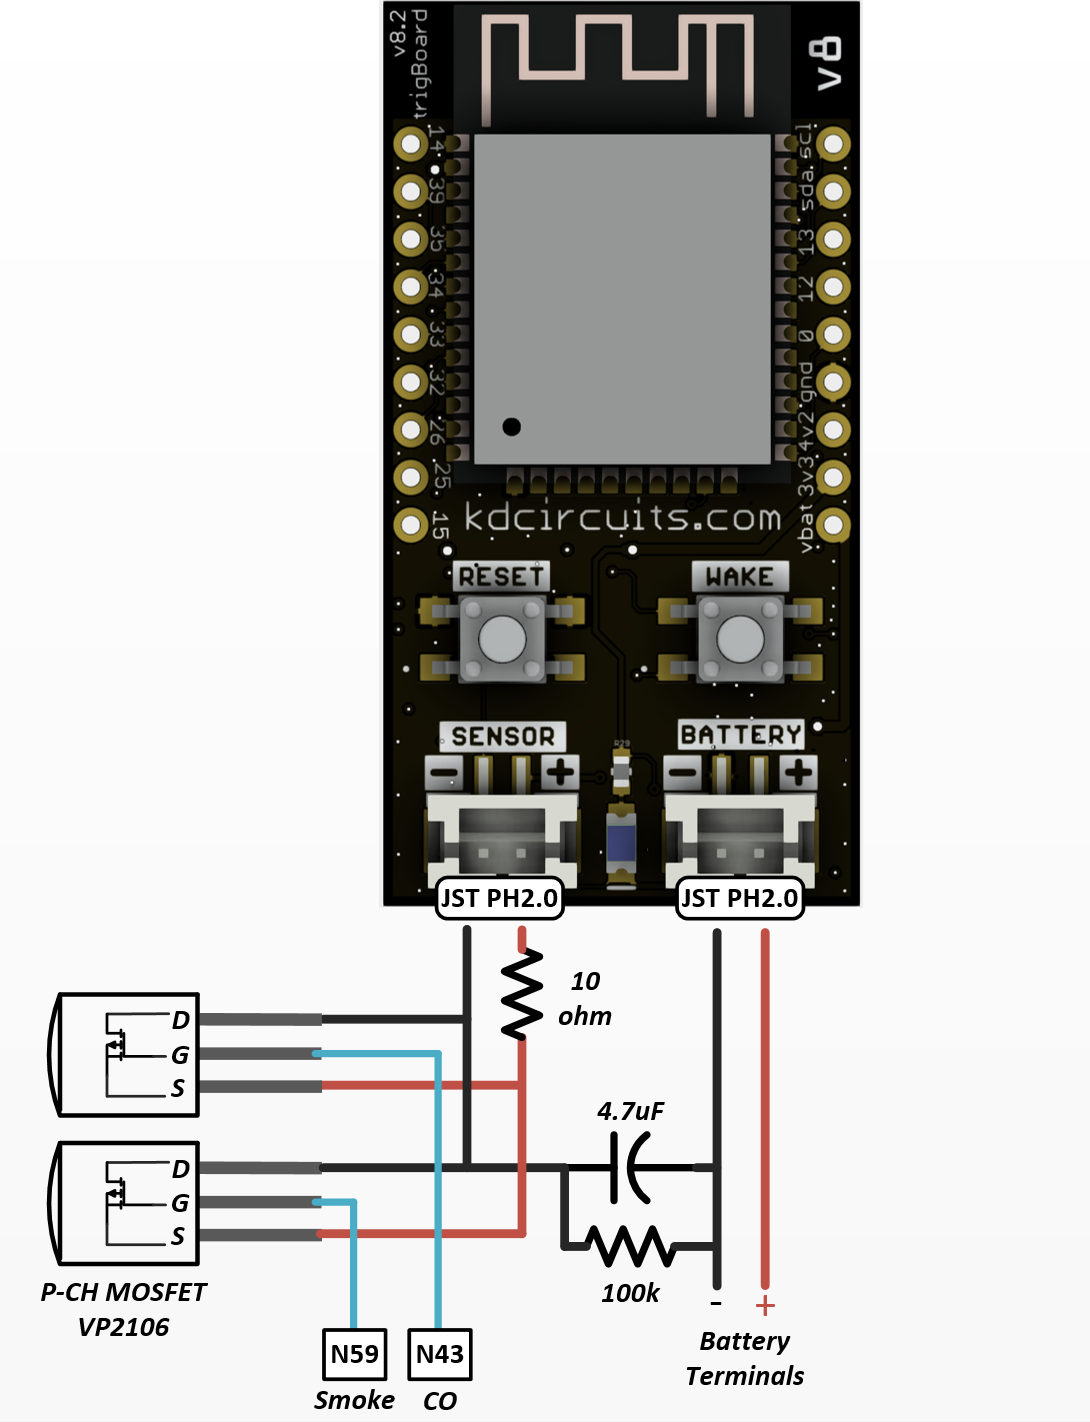 v8.2
trigBoard
v8
14
39
35
34
33
32
26
25
15
scl
sda
13
12
0
gnd
4v2
3v3
vbat
kdcircuits.com
RESET
WAKE
SENSOR
BATTERY
R29
- +
- +
JST PH2.0
JST PH2.0
10
ohm
D
G
S
4.7uF
D
G
S
100k
P-CH MOSFET
VP2106
- +
Battery
Terminals
N59
N43
Smoke
CO